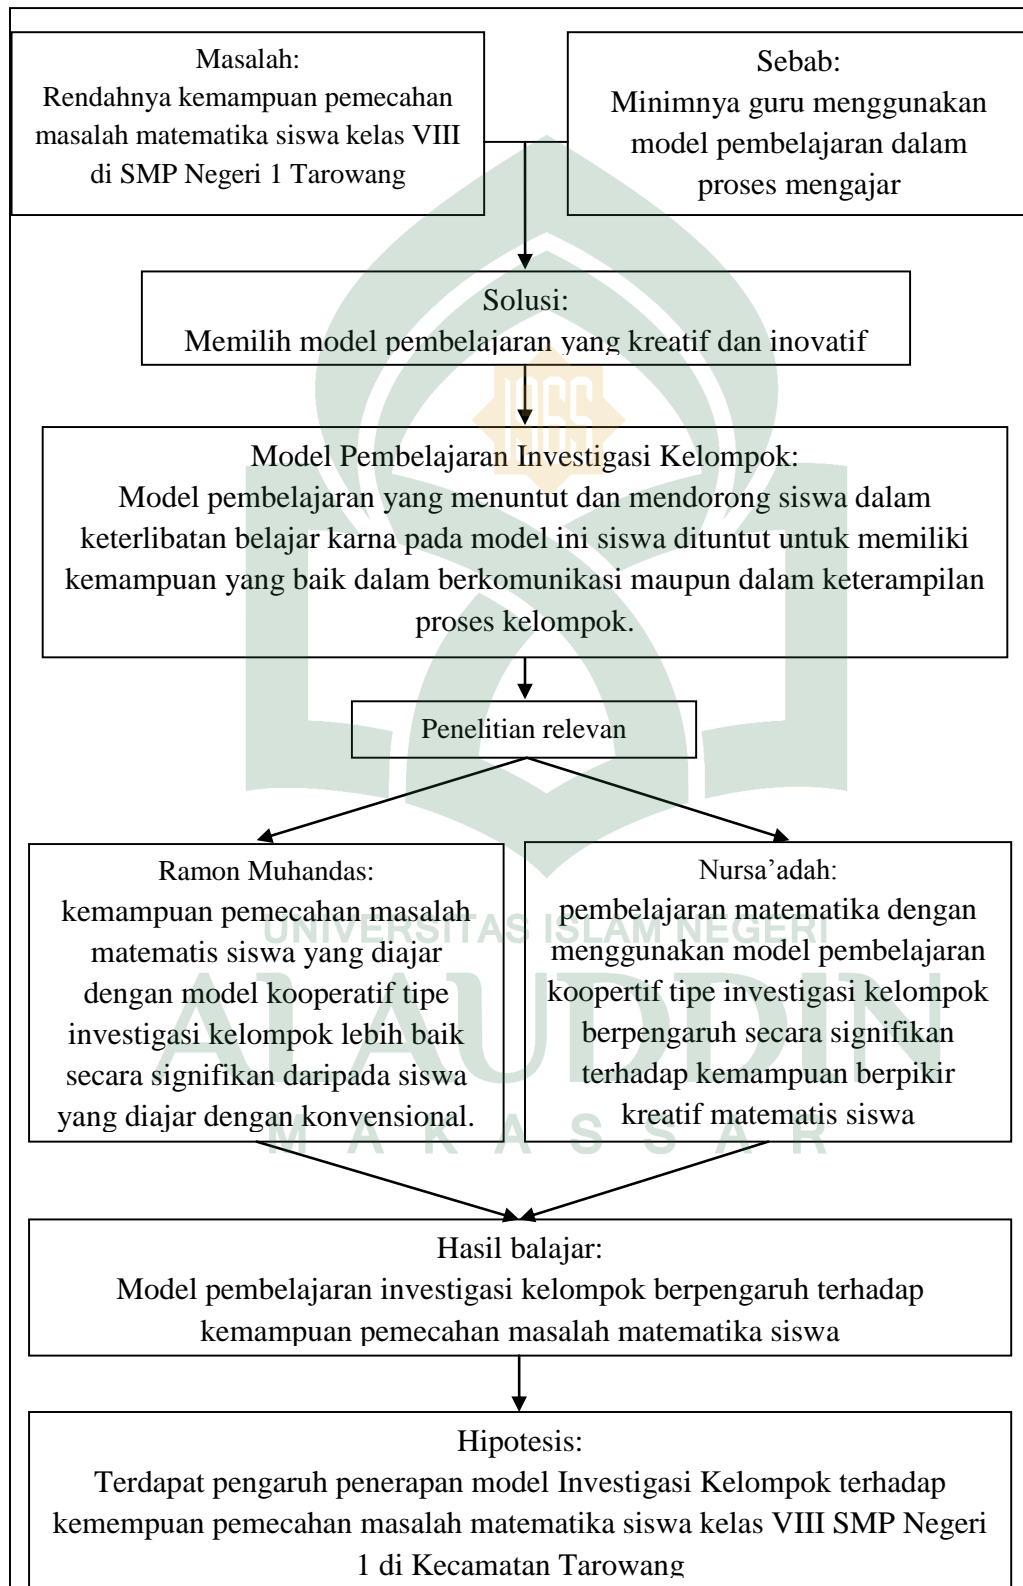 Masalah:
Rendahnya kemampuan pemecahan
masalah matematika siswa kelas VIII
di SMP Negeri 1 Tarowang
Sebab:
Minimnya guru menggunakan
model pembelajaran dalam
proses mengajar
Solusi:
Memilih model pembelajaran yang kreatif dan inovatif
1965
Model Pembelajaran Investigasi Kelompok:
Model pembelajaran yang menuntut dan mendorong siswa dalam
keterlibatan belajar karna pada model ini siswa dituntut untuk memiliki
kemampuan yang baik dalam berkomunikasi maupun dalam keterampilan
proses kelompok.
Penelitian relevan
Ramon Muhandas:
kemampuan pemecahan masalah
matematis siswa yang diajar
dengan model kooperatif tipe
investigasi kelompok lebih baik
secara signifikan daripada siswa
yang diajar dengan konvensional.
Nursa’adah:
pembelajaran matematika dengan
menggunakan model pembelajaran
koopertif tipe investigasi kelompok
berpengaruh secara signifikan
terhadap kemampuan berpikir
kreatif matematis siswa
UNIVERSITAS ISLAM NEGERI
ALAUDDIN
MAKASSAR
Hasil balajar:
Model pembelajaran investigasi kelompok berpengaruh terhadap
kemampuan pemecahan masalah matematika siswa
Hipotesis:
Terdapat pengaruh penerapan model Investigasi Kelompok terhadap
kemempuan pemecahan masalah matematika siswa kelas VIII SMP Negeri
1 di Kecamatan Tarowang